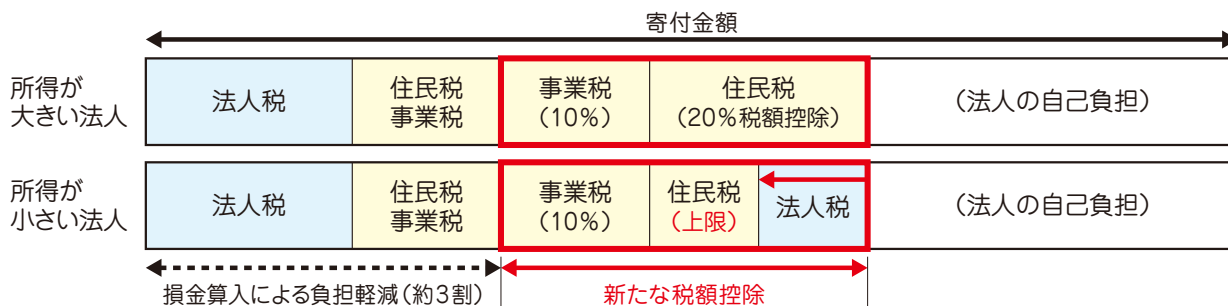 寄付金額
所得が
大きい法人
法人税
住民税
事業税
事業税
(10%)
住民税
(20%税額控除)
(法人の自己負担)
所得が
小さい法人
法人税
住民税
事業税
事業税
(10%)
住民税
(上限)
法人税
(法人の自己負担)
損金算入による負担軽減(約3割)
新たな税額控除